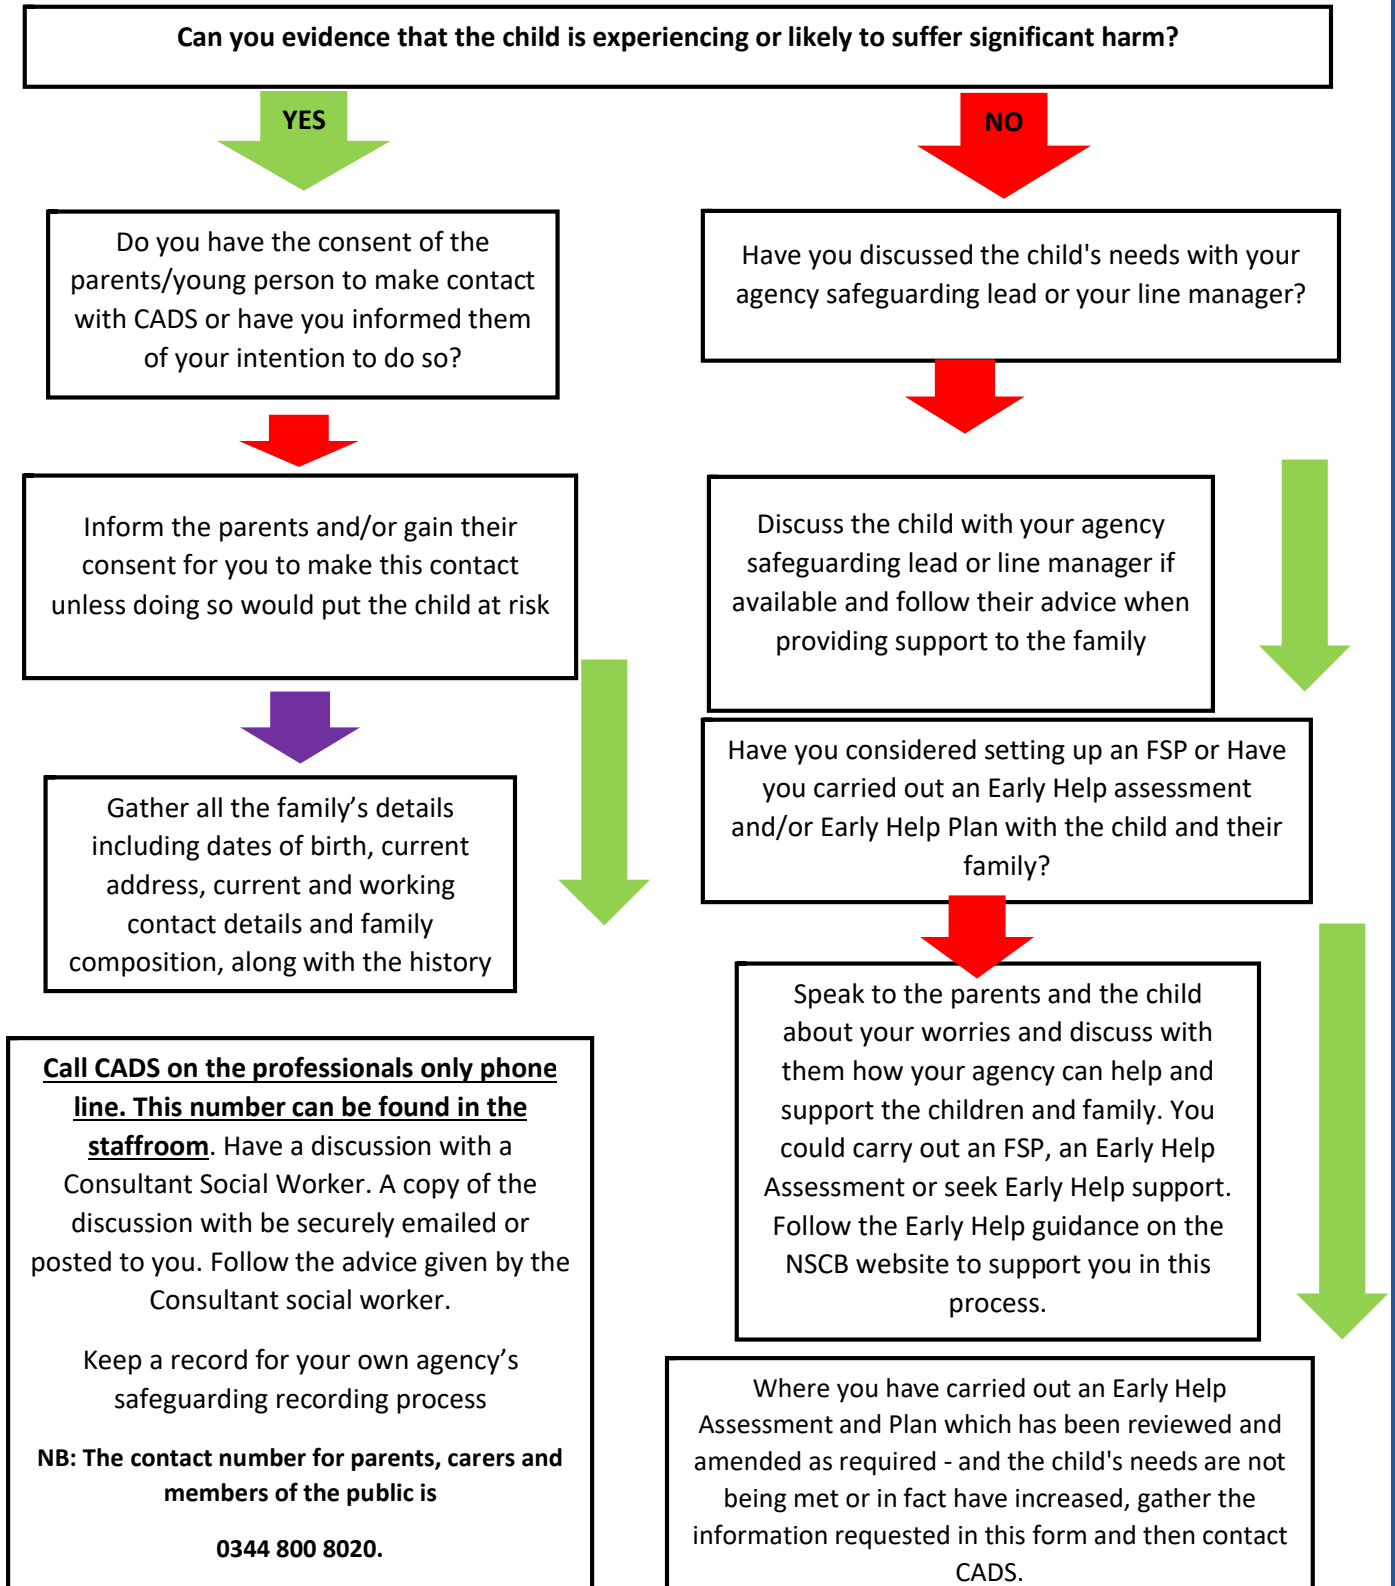 Can you evidence that the child is experiencing or likely to suffer significant harm?
YES
NO
Do you have the consent of the
parents/young person to make contact
with CADS or have you informed them
of your intention to do so?
Inform the parents and/or gain their
consent for you to make this contact
unless doing so would put the child at risk
Gather all the family’s details
including dates of birth, current
address, current and working
contact details and family
composition, along with the history
Call CADS on the professionals only phone
line. This number can be found in the
staffroom. Have a discussion with a
Consultant Social Worker. A copy of the
discussion with be securely emailed or
posted to you. Follow the advice given by the
Consultant social worker.
Keep a record for your own agency’s
safeguarding recording process
NB: The contact number for parents, carers and
members of the public is
0344 800 8020.
Have you discussed the child's needs with your
agency safeguarding lead or your line manager?
Discuss the child with your agency
safeguarding lead or line manager if
available and follow their advice when
providing support to the family
Have you considered setting up an FSP or Have
you carried out an Early Help assessment
and/or Early Help Plan with the child and their
family?
Speak to the parents and the child
about your worries and discuss with
them how your agency can help and
support the children and family. You
could carry out an FSP, an Early Help
Assessment or seek Early Help support.
Follow the Early Help guidance on the
NSCB website to support you in this
process.
Where you have carried out an Early Help
Assessment and Plan which has been reviewed and
amended as required - and the child's needs are not
being met or in fact have increased, gather the
information requested in this form and then contact
CADS.